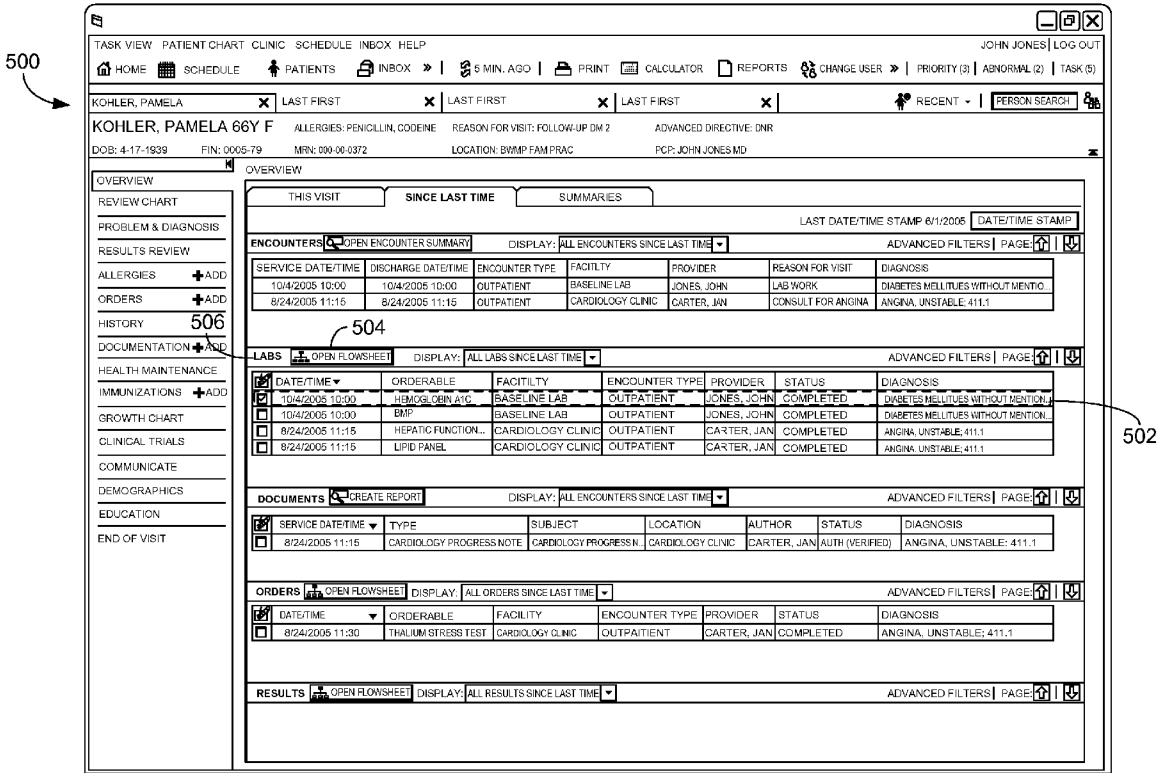 TASK VIEW PATIENT CHART CLINIC SCHEDULE INBOX HELP JOHN JONES| LOG OUT
500
HOME SCHEDULE PATIENTS INBOX » | 5 MIN. AGO | PRINT CALCULATOR REPORTS CHANGE USER » | PRIORITY (3) | ABNORMAL (2) | TASK (5)
KOHLER, PAMELA X LAST FIRST X LAST FIRST X LAST FIRST X RECENT | PERSON SEARCH
KOHLER, PAMELA 66Y F ALLERGIES: PENICILLIN, CODEINE REASON FOR VISIT: FOLLOW-UP DM 2 ADVANCED DIRECTIVE: DNR
DOB: 4-17-1939 FIN: 0005-79 MRN: 000-00-0372 LOCATION: BWMP FAM PRAC PCP: JOHN JONES MD
OVERVIEW
REVIEW CHART
PROBLEM & DIAGNOSIS
RESULTS REVIEW
ALLERGIES +ADD
ORDERS +ADD
HISTORY
DOCUMENTATION +ADD
HEALTH MAINTENANCE
IMMUNIZATIONS +ADD
GROWTH CHART
CLINICAL TRIALS
COMMUNICATE
DEMOGRAPHICS
EDUCATION
END OF VISIT
OVERVIEW
THIS VISIT SINCE LAST TIME SUMMARIES
LAST DATE/TIME STAMP 6/1/2005 DATE/TIME STAMP
ENCOUNTERS OPEN ENCOUNTER SUMMARY DISPLAY: ALL ENCOUNTERS SINCE LAST TIME ADVANCED FILTERS| PAGE: |
SERVICE DATE/TIME DISCHARGE DATE/TIME ENCOUNTER TYPE FACITLTY PROVIDER REASON FOR VISIT DIAGNOSIS
10/4/2005 10:00 10/4/2005 10:00 OUTPATIENT BASELINE LAB JONES, JOHN LAB WORK DIABETES MELLITUES WITHOUT MENTIO...
8/24/2005 11:15 8/24/2005 11:15 OUTPATIENT CARDIOLOGY CLINIC CARTER, JAN CONSULT FOR ANGINA ANGINA, UNSTABLE; 411.1
506 504
LABS OPEN FLOWSHEET DISPLAY: ALL LABS SINCE LAST TIME ADVANCED FILTERS| PAGE: |
DATE/TIME ORDERABLE FACITILTY ENCOUNTER TYPE PROVIDER STATUS DIAGNOSIS
10/4/2005 10:00 HEMOGLOBIN A1C BASELINE LAB OUTPATIENT JONES, JOHN COMPLETED DIABETES MELLITUES WITHOUT MENTION...
502
10/4/2005 10:00 BMP BASELINE LAB OUTPATIENT JONES, JOHN COMPLETED DIABETES MELLITUES WITHOUT MENTION...
8/24/2005 11:15 HEPATIC FUNCTION... CARDIOLOGY CLINIC OUTPATIENT CARTER, JAN COMPLETED ANGINA, UNSTABLE; 411.1
8/24/2005 11:15 LIPID PANEL CARDIOLOGY CLINIC OUTPATIENT CARTER, JAN COMPLETED ANGINA, UNSTABLE; 411.1
DOCUMENTS CREATE REPORT DISPLAY: ALL ENCOUNTERS SINCE LAST TIME ADVANCED FILTERS| PAGE: |
SERVICE DATE/TIME TYPE SUBJECT LOCATION AUTHOR STATUS DIAGNOSIS
8/24/2005 11:15 CARDIOLOGY PROGRESS NOTE CARDIOLOGY PROGRESS N... CARDIOLOGY CLINIC CARTER, JAN AUTH (VERIFIED) ANGINA, UNSTABLE: 411.1
ORDERS OPEN FLOWSHEET DISPLAY: ALL ORDERS SINCE LAST TIME ADVANCED FILTERS| PAGE: |
DATE/TIME ORDERABLE FACILITY ENCOUNTER TYPE PROVIDER STATUS DIAGNOSIS
8/24/2005 11:30 THALIUM STRESS TEST CARDIOLOGY CLINIC OUTPAITIENT CARTER, JAN COMPLETED ANGINA, UNSTABLE; 411.1
RESULTS OPEN FLOWSHEET DISPLAY: ALL RESULTS SINCE LAST TIME ADVANCED FILTERS| PAGE: |